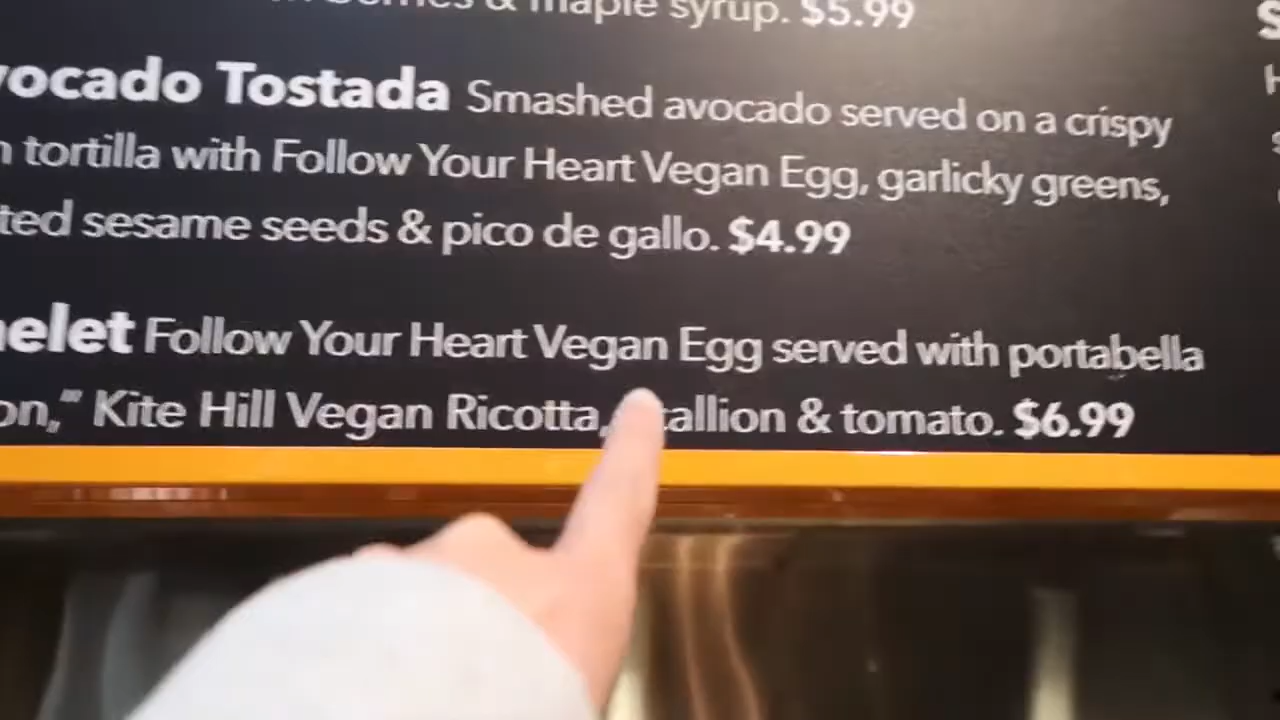 & maple syrup. $5.99
vocado Tostada Smashed avocado served on a crispy
tortilla with Follow Your Heart Vegan Egg, garlicky greens,
ted sesame seeds & pico de gallo. $4.99
elet Follow Your Heart Vegan Egg served with portabella
on," Kite Hill Vegan Ricotta, callion & tomato. $6.99